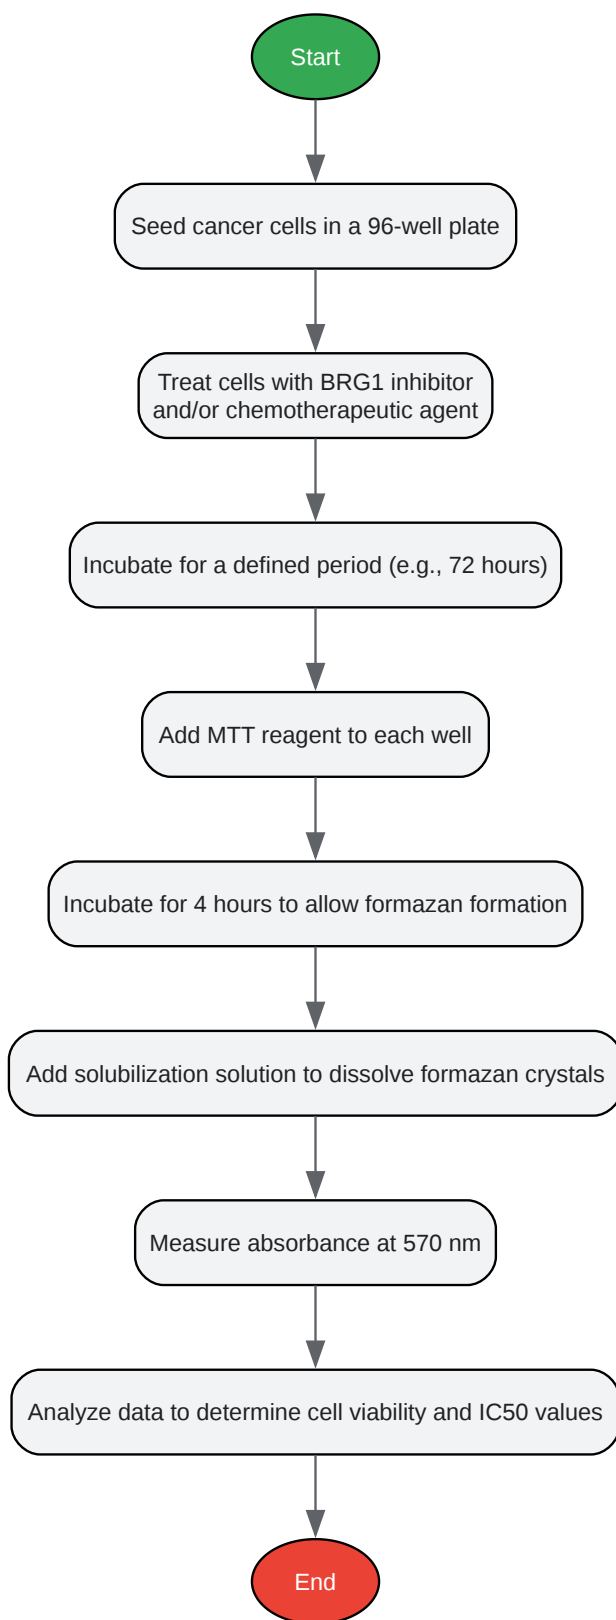 Start
Seed cancer cells in a 96-well plate
Treat cells with BRG1 inhibitor
and/or chemotherapeutic agent
Incubate for a defined period (e.g., 72 hours)
Add MTT reagent to each well
Incubate for 4 hours to allow formazan formation
Add solubilization solution to dissolve formazan crystals
Measure absorbance at 570 nm
Analyze data to determine cell viability and IC50 values
End